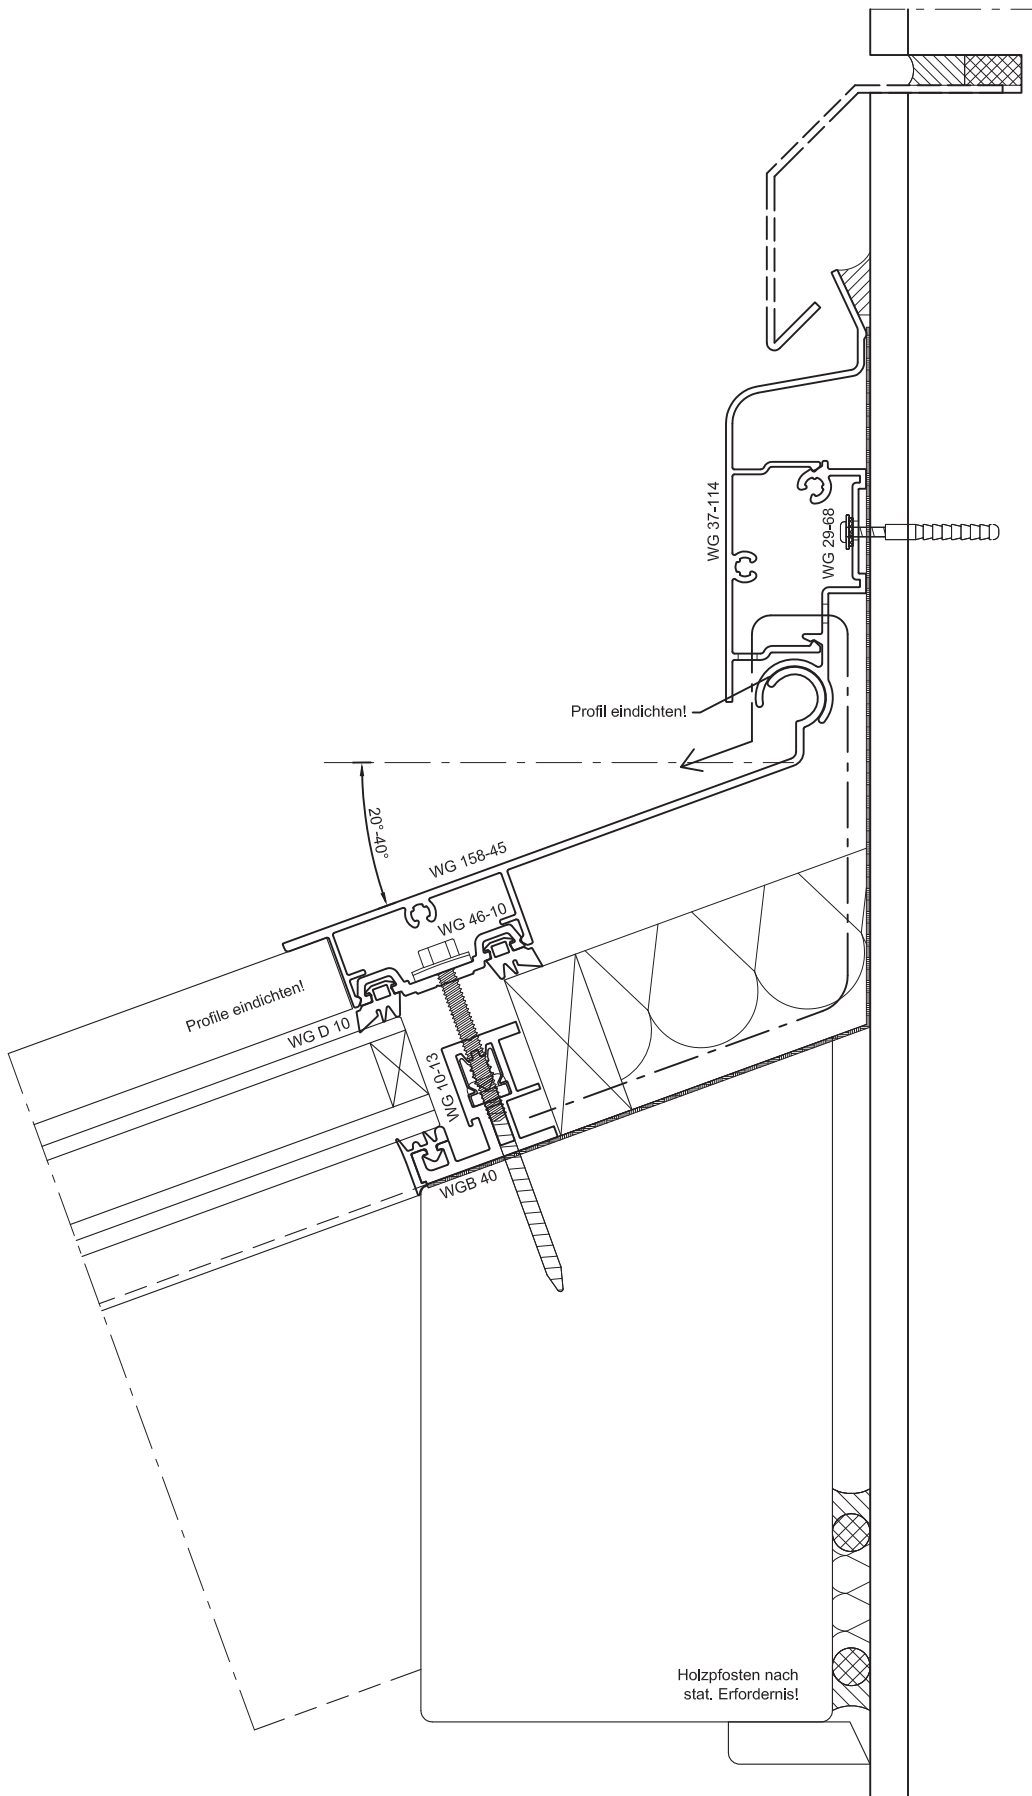 WG 37-114
WG 29-68
Profil eindichten!
20°-40°
WG 158-45
WG 46-10
Profile eindichten!
WG D 10
WG 10-13
WGB 40
Holzpfosten nach
stat. Erfordernis!